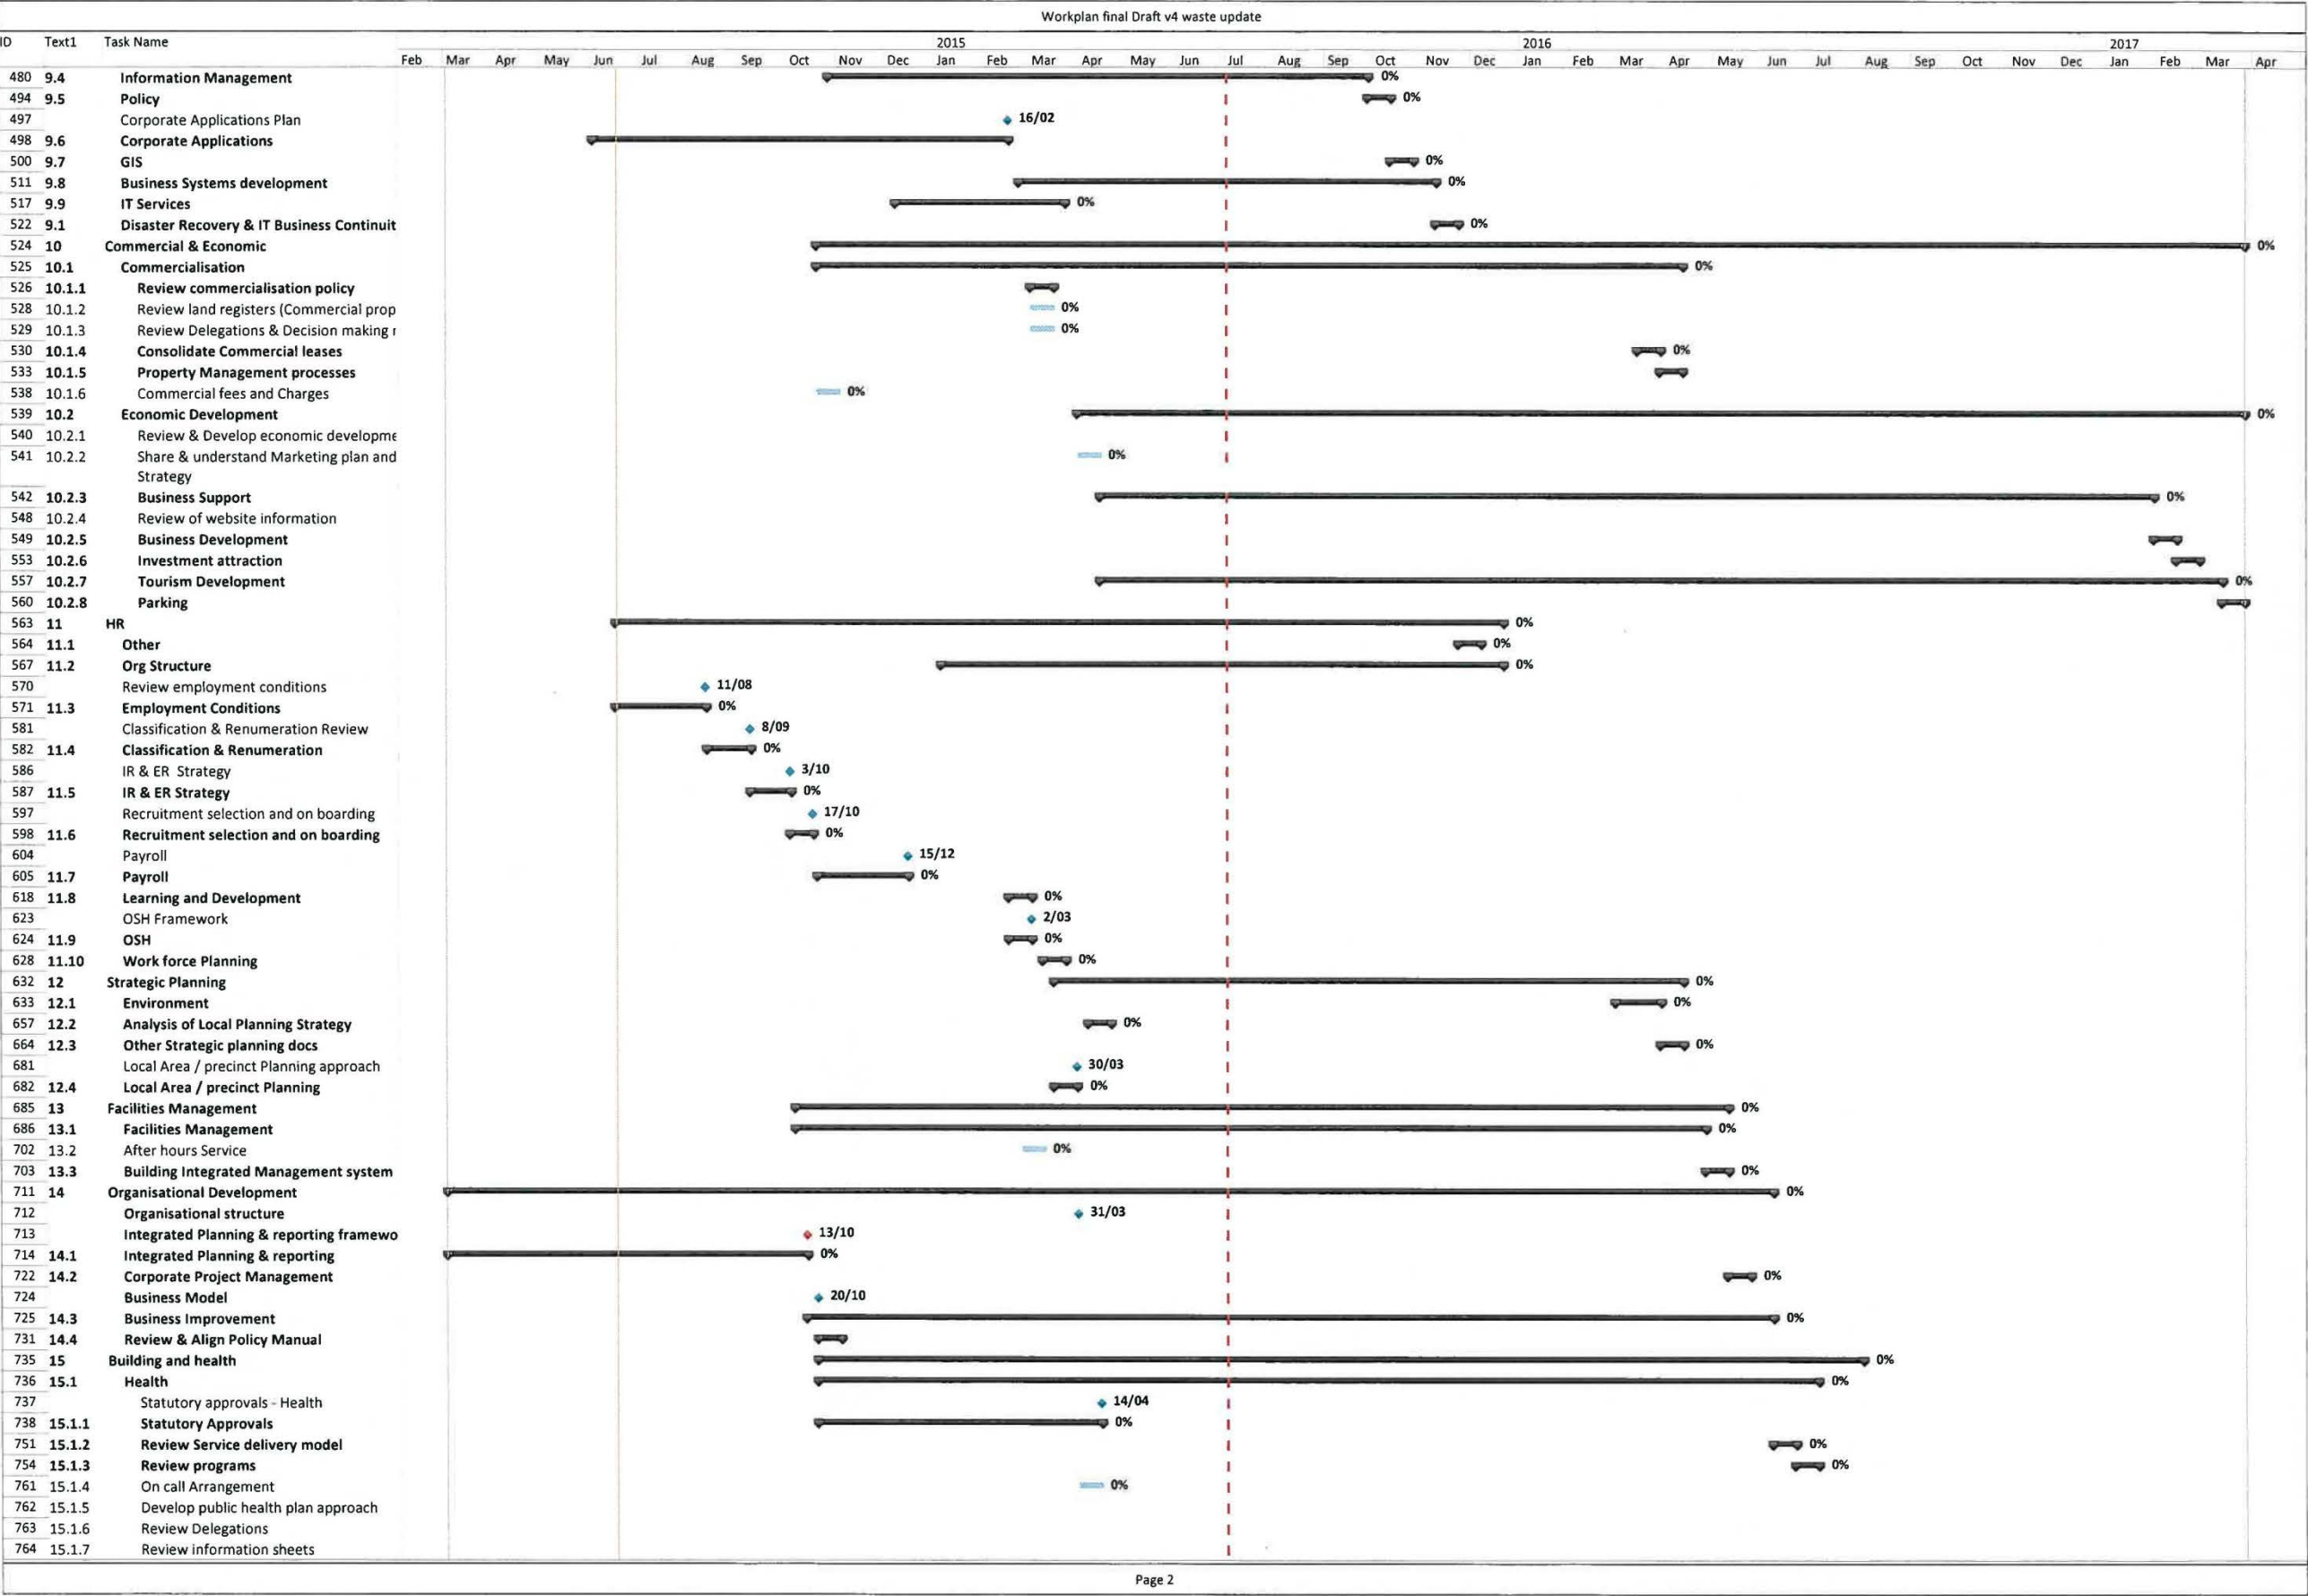 Workplan final Draft v4 waste update
ID Text1 Task Name 2015 2016 2017
Feb Mar Apr May Jun Jul Aug Sep Oct Nov Dec Jan Feb Mar Apr May Jun Jul Aug Sep Oct Nov Dec Jan Feb Mar Apr May Jun Jul Aug Sep Oct Nov Dec Jan Feb Mar Apr
480 9.4 Information Management 0%
494 9.5 Policy 0%
497 Corporate Applications Plan 16/02
498 9.6 Corporate Applications
500 9.7 GIS 0%
511 9.8 Business Systems development 0%
517 9.9 IT Services 0%
522 9.1 Disaster Recovery & IT Business Continuit 0%
524 10 Commercial & Economic 0%
525 10.1 Commercialisation 0%
526 10.1.1 Review commercialisation policy
528 10.1.2 Review land registers (Commercial prop 0%
529 10.1.3 Review Delegations & Decision making r 0%
530 10.1.4 Consolidate Commercial leases 0%
533 10.1.5 Property Management processes
538 10.1.6 Commercial fees and Charges 0%
539 10.2 Economic Development 0%
540 10.2.1 Review & Develop economic developme
541 10.2.2 Share & understand Marketing plan and 0%
Strategy
542 10.2.3 Business Support 0%
548 10.2.4 Review of website information
549 10.2.5 Business Development
553 10.2.6 Investment attraction
557 10.2.7 Tourism Development 0%
560 10.2.8 Parking
563 11 HR 0%
564 11.1 Other 0%
567 11.2 Org Structure 0%
570 Review employment conditions 11/08
571 11.3 Employment Conditions 0%
581 Classification & Renumeration Review 8/09
582 11.4 Classification & Renumeration 0%
586 IR & ER Strategy 3/10
587 11.5 IR & ER Strategy 0%
597 Recruitment selection and on boarding 17/10
598 11.6 Recruitment selection and on boarding 0%
604 Payroll 15/12
605 11.7 Payroll 0%
618 11.8 Learning and Development 0%
623 OSH Framework 2/03
624 11.9 OSH 0%
628 11.10 Work force Planning 0%
632 12 Strategic Planning 0%
633 12.1 Environment 0%
657 12.2 Analysis of Local Planning Strategy 0%
664 12.3 Other Strategic planning docs 0%
681 Local Area / precinct Planning approach 30/03
682 12.4 Local Area / precinct Planning 0%
685 13 Facilities Management 0%
686 13.1 Facilities Management 0%
702 13.2 After hours Service 0%
703 13.3 Building Integrated Management system 0%
711 14 Organisational Development 0%
712 Organisational structure 31/03
713 Integrated Planning & reporting framewo 13/10
714 14.1 Integrated Planning & reporting 0%
722 14.2 Corporate Project Management 0%
724 Business Model 20/10
725 14.3 Business Improvement 0%
731 14.4 Review & Align Policy Manual
735 15 Building and health 0%
736 15.1 Health 0%
737 Statutory approvals - Health 14/04
738 15.1.1 Statutory Approvals 0%
751 15.1.2 Review Service delivery model 0%
754 15.1.3 Review programs 0%
761 15.1.4 On call Arrangement 0%
762 15.1.5 Develop public health plan approach
763 15.1.6 Review Delegations
764 15.1.7 Review information sheets
Page 2